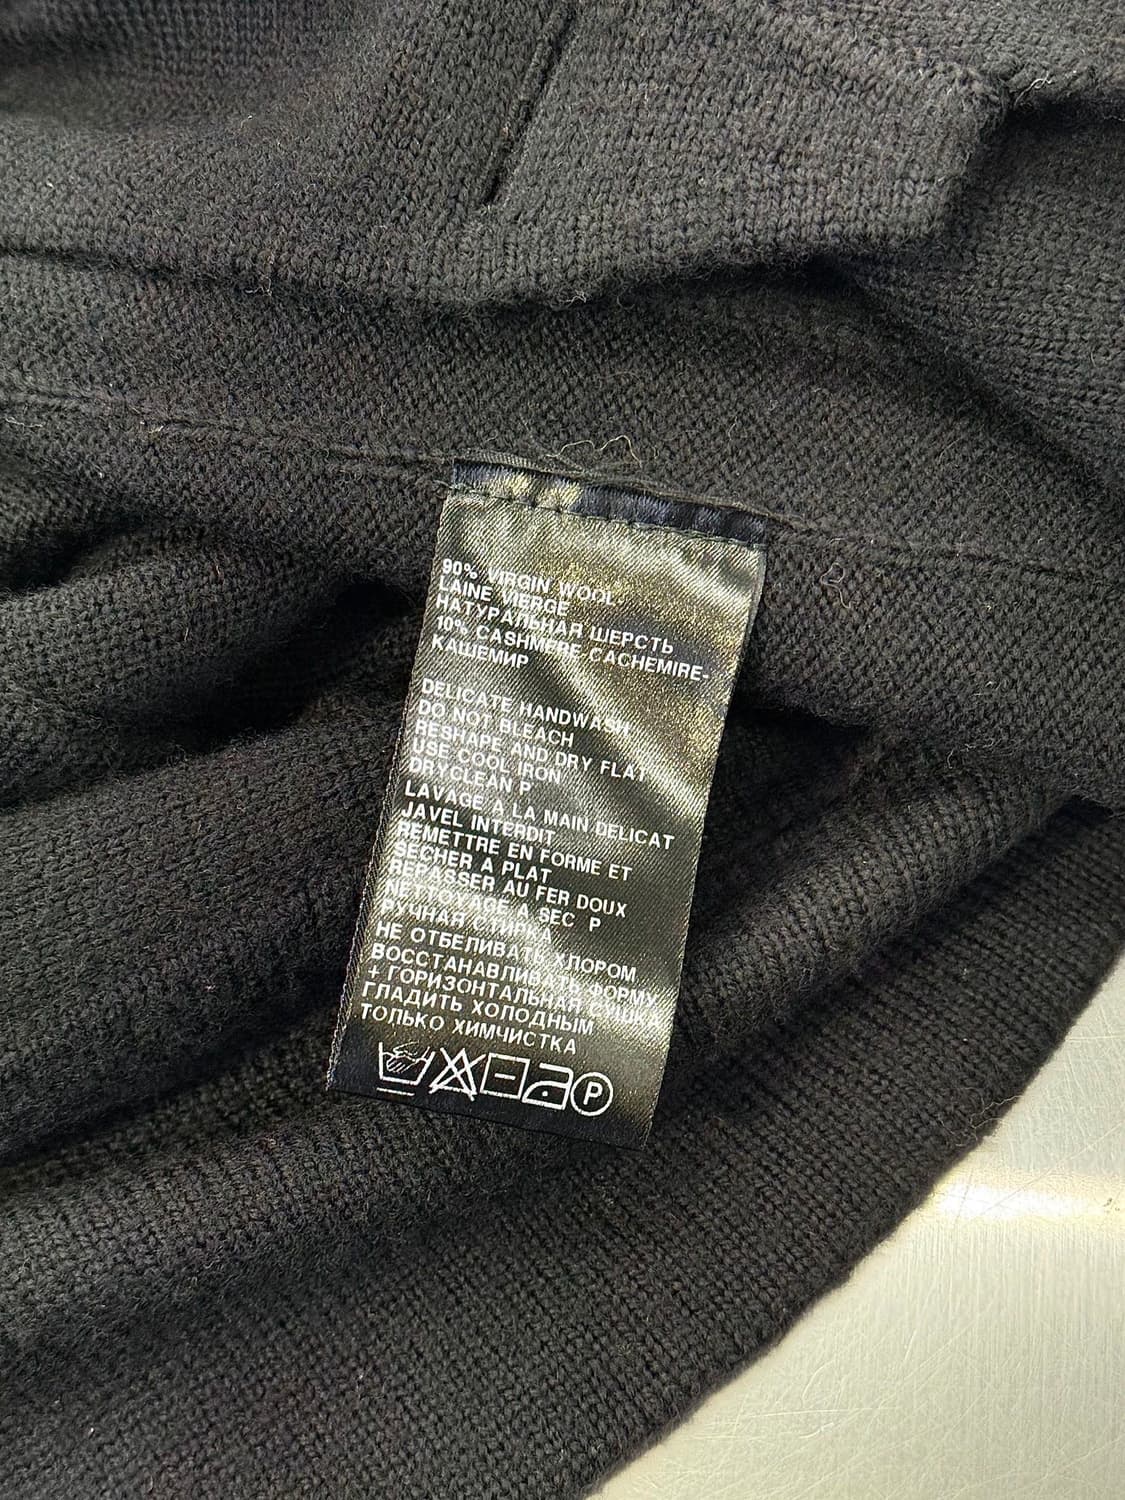 90% VIRGIN WOOL
LAINE VIERGE
НАТУРАЛЬНАЯ ШЕРСТЬ
10% CASHMERE-CACHEMIRE-
КАШЕМИР
DELICATE HANDWASH
DO NOT BLEACH
RESHAPE AND DRY FLAT
USE COOL IRON
DRYCLEAN P
LAVAGE A LA MAIN DELICAT
JAVEL INTERDIT
REMETTRE EN FORME ET
SECHER A PLAT
REPASSER AU FER DOUX
NETTOYAGE A SEC P
РУЧНАЯ СТИРКА
НЕ ОТБЕЛИВАТЬ ХЛОРОМ
ВОССТАНАВЛИВАТЬ ФОРМУ
+ ГОРИЗОНТАЛЬНАЯ СУШКА
ГЛАДИТЬ ХОЛОДНЫМ
ТОЛЬКО ХИМЧИСТКА
P